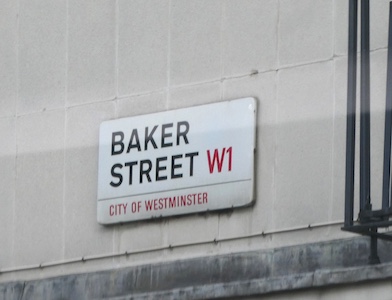 BAKER
STREET W1
CITY OF WESTMINSTER